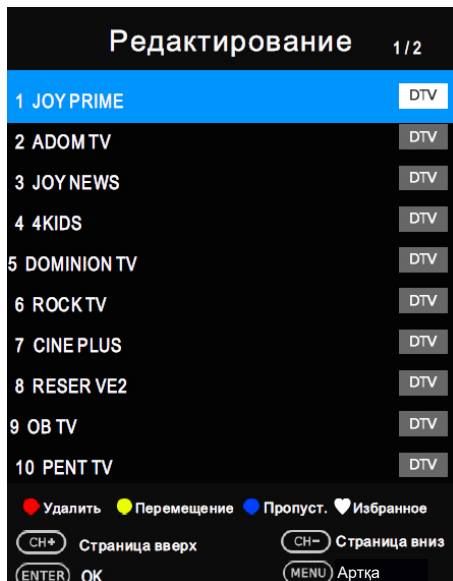 Редактирование 1/2
1 JOY PRIME DTV
2 ADOM TV DTV
3 JOY NEWS DTV
4 4KIDS DTV
5 DOMINION TV DTV
6 ROCK TV DTV
7 CINE PLUS DTV
8 RESER VE2 DTV
9 OB TV DTV
10 PENT TV DTV
Удалить Перемещение Пропуст. Избранное
CH+ Страница вверх CH− Страница вниз
ENTER OK MENU Артқа